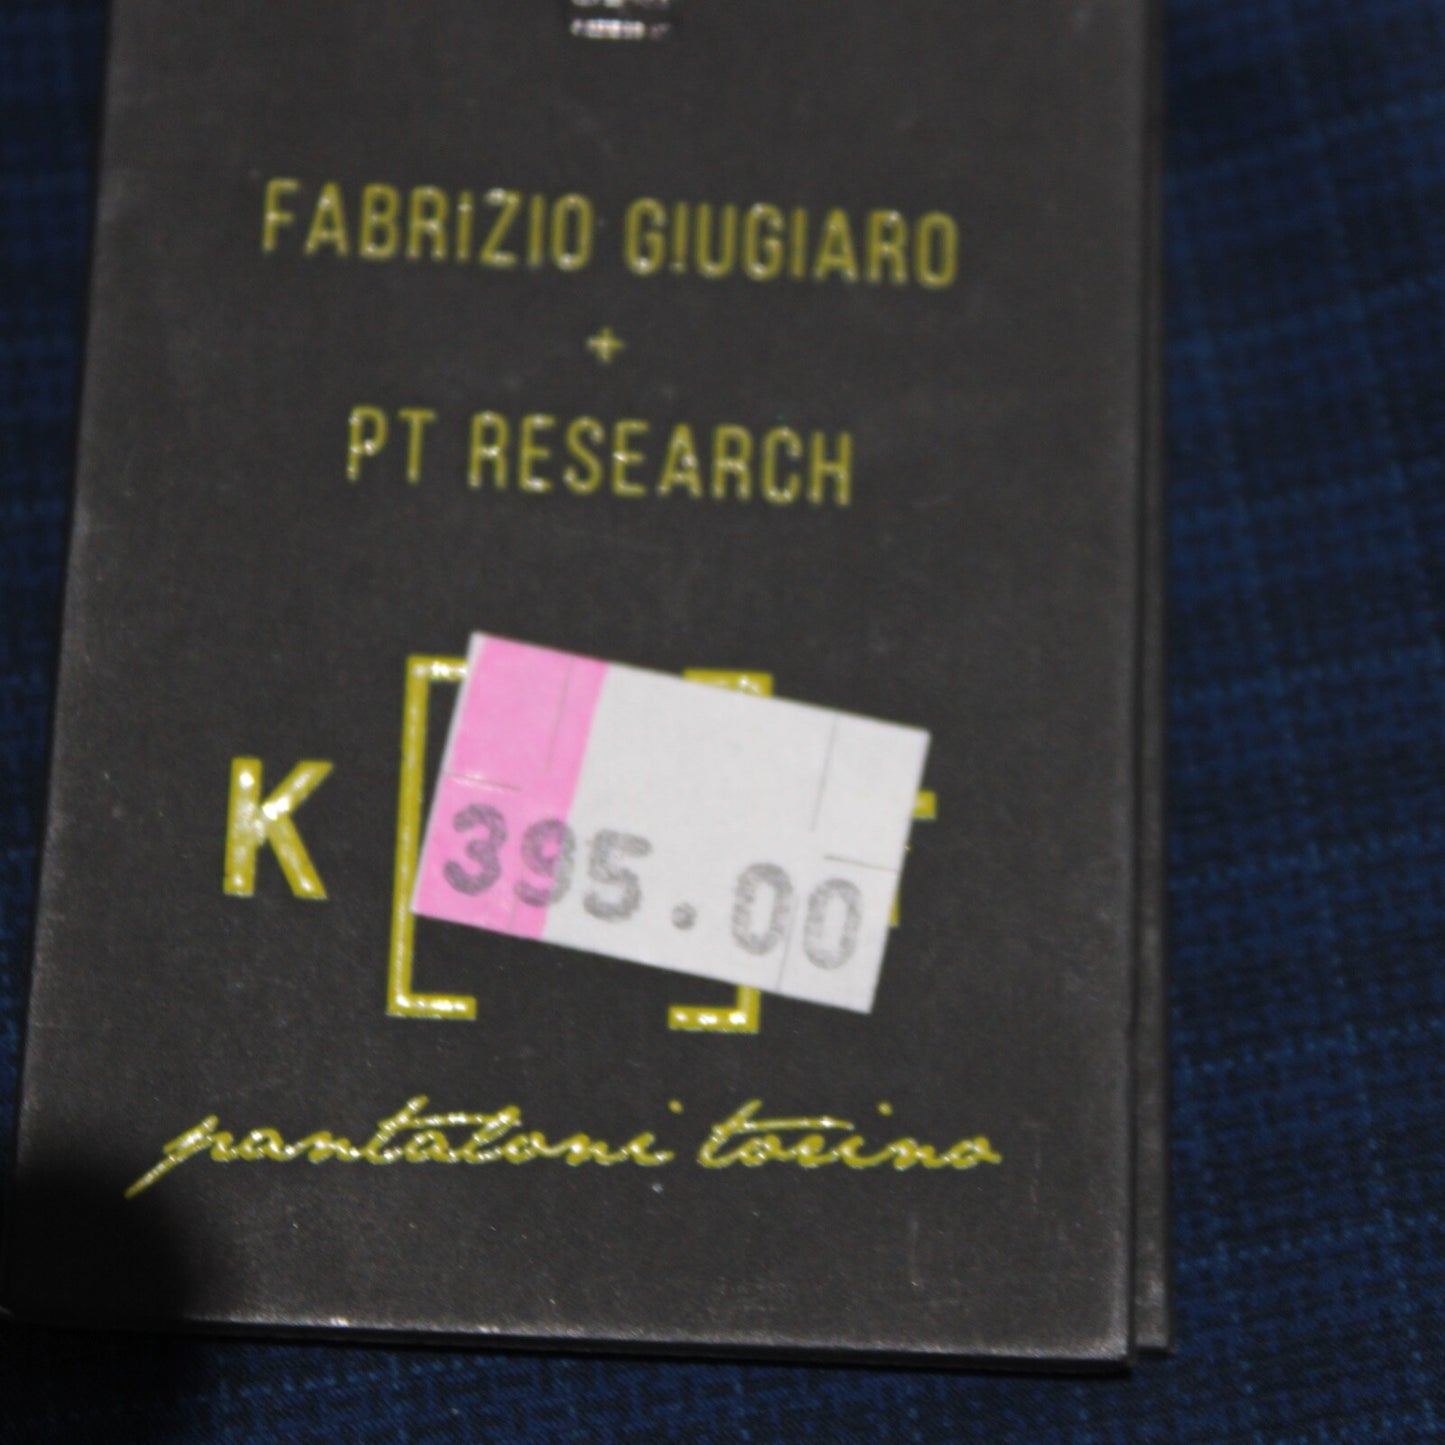 FABRIZIO GIUGIARO
+
PT RESEARCH
K [ ]
395.00
pantaloni torino